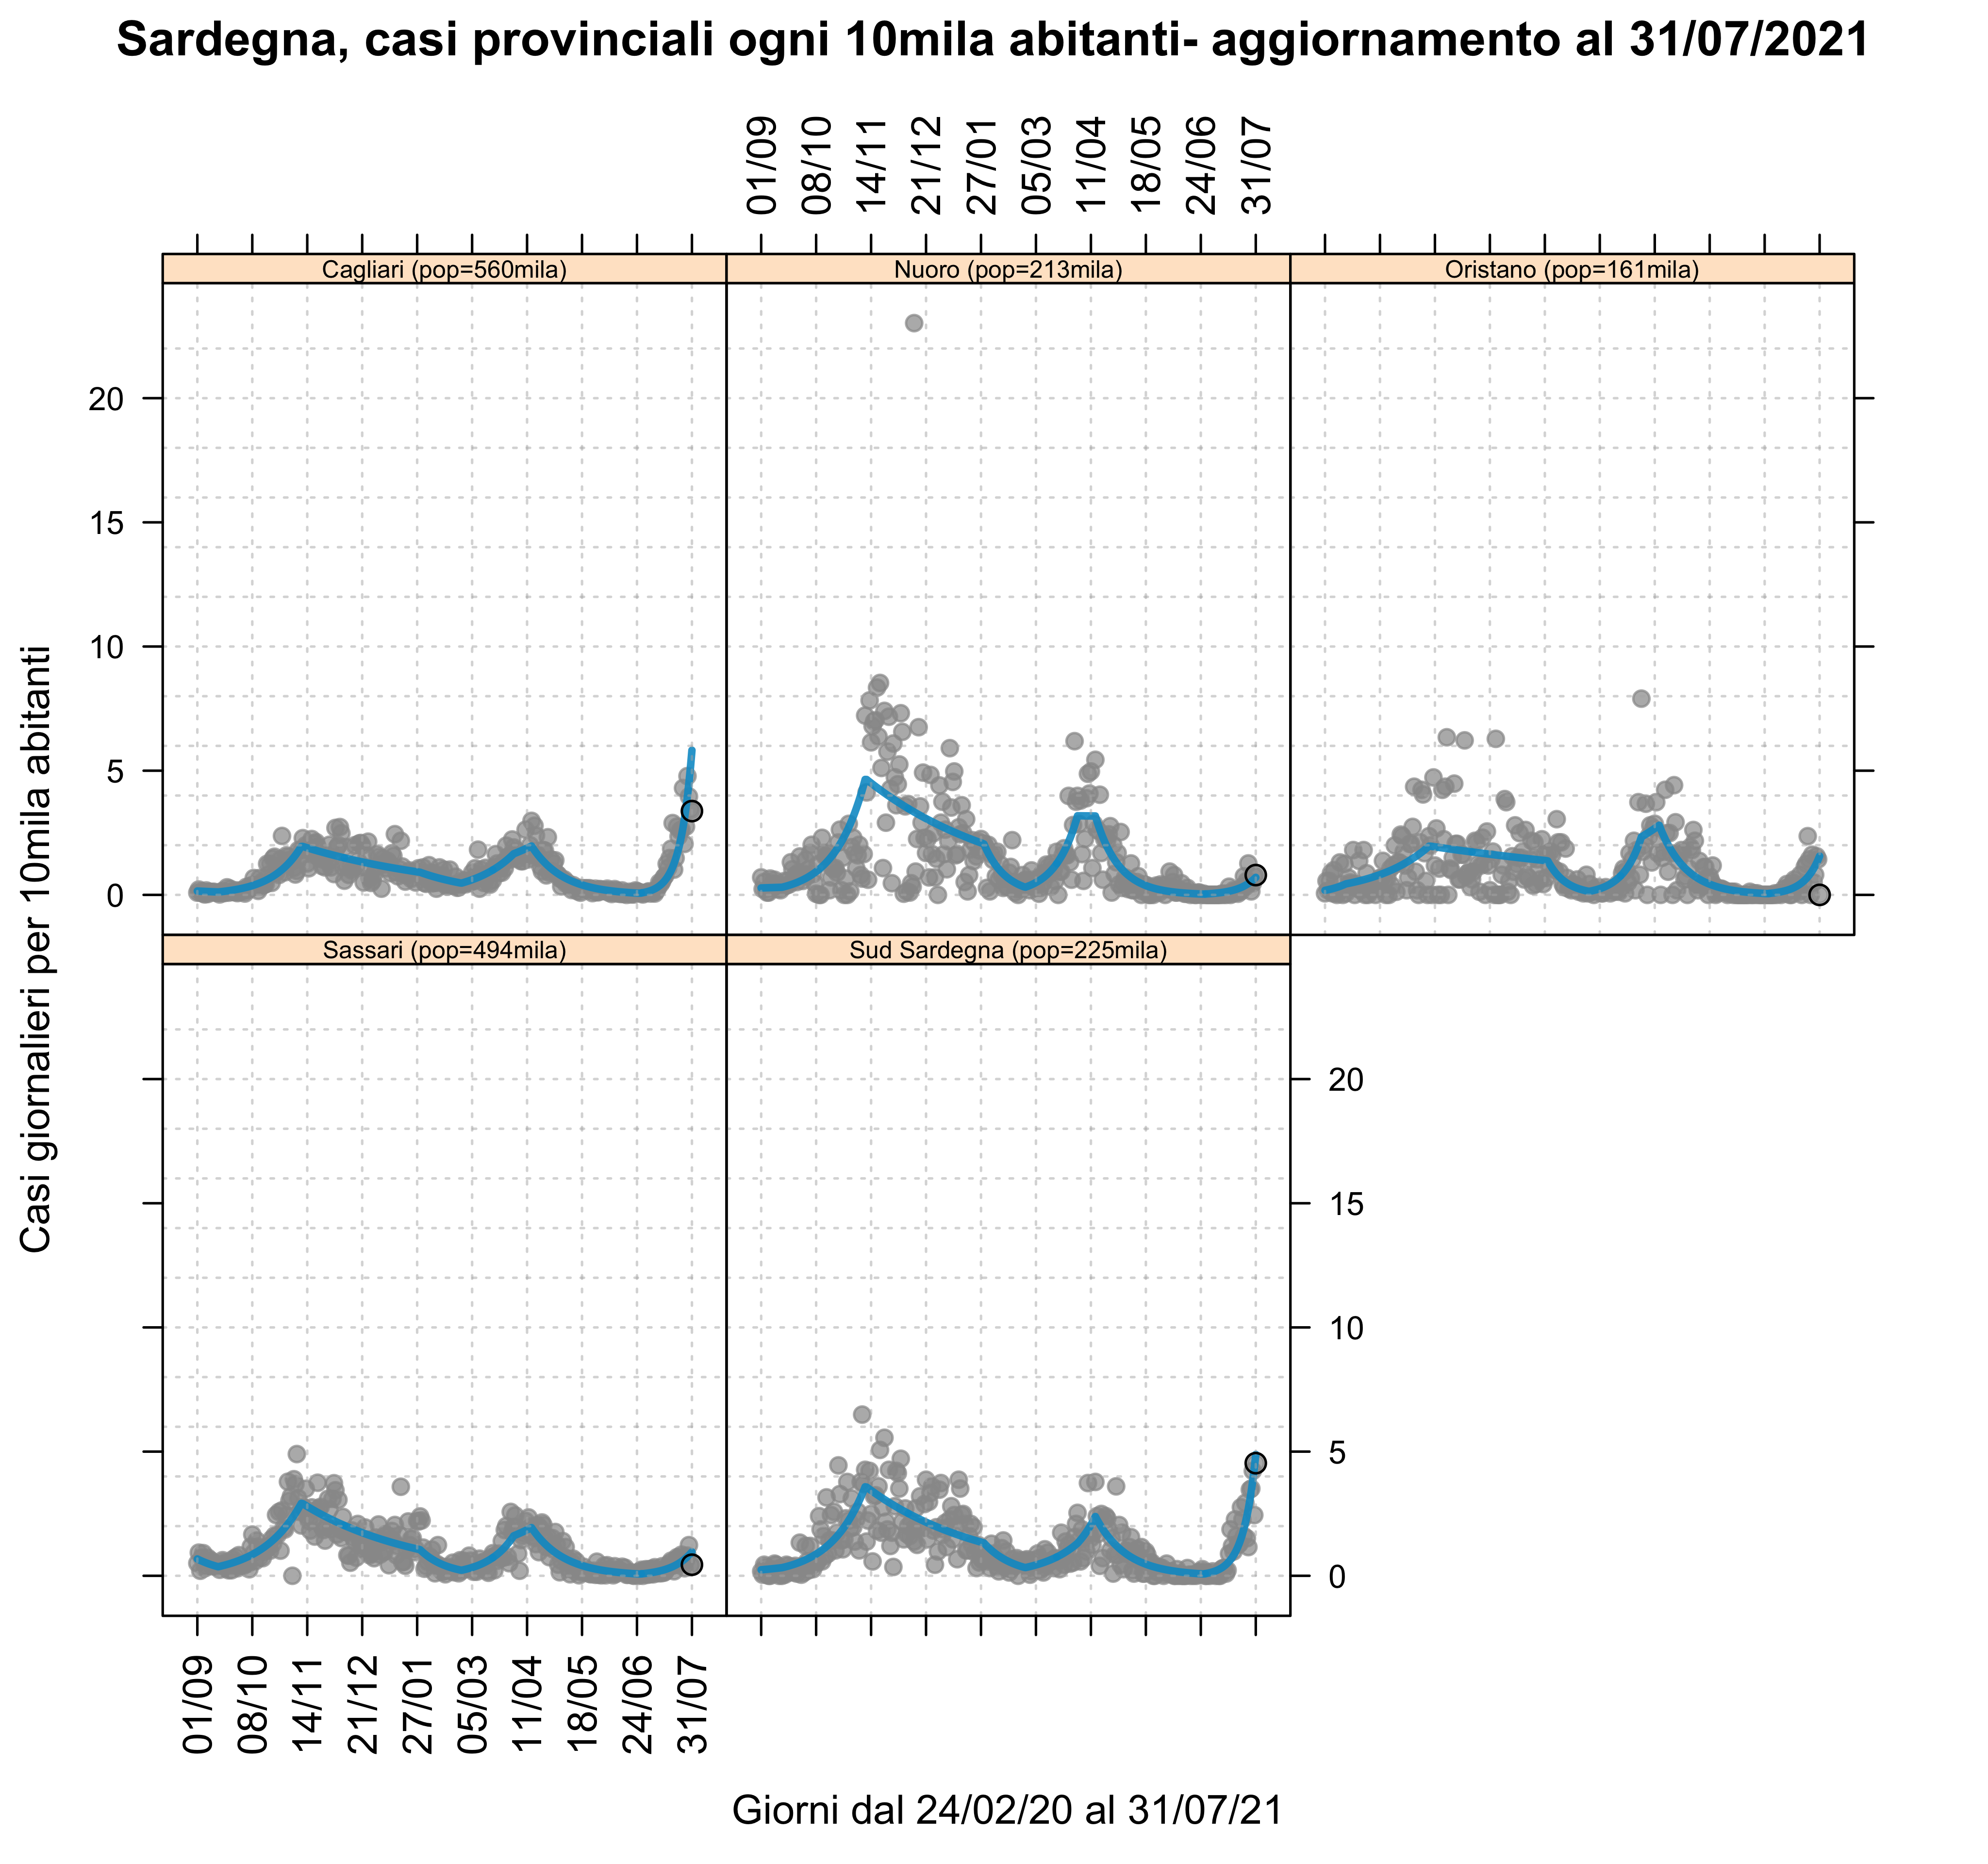 Sardegna, casi provinciali ogni 10mila abitanti- aggiornamento al 31/07/2021
01/09 08/10 14/11 21/12 27/01 05/03 11/04 18/05 24/06 31/07
Cagliari (pop=560mila) Nuoro (pop=213mila) Oristano (pop=161mila)
20
15
10
5
0
Casi giornalieri per 10mila abitanti
Sassari (pop=494mila) Sud Sardegna (pop=225mila)
20
15
10
5
0
01/09 08/10 14/11 21/12 27/01 05/03 11/04 18/05 24/06 31/07
Giorni dal 24/02/20 al 31/07/21